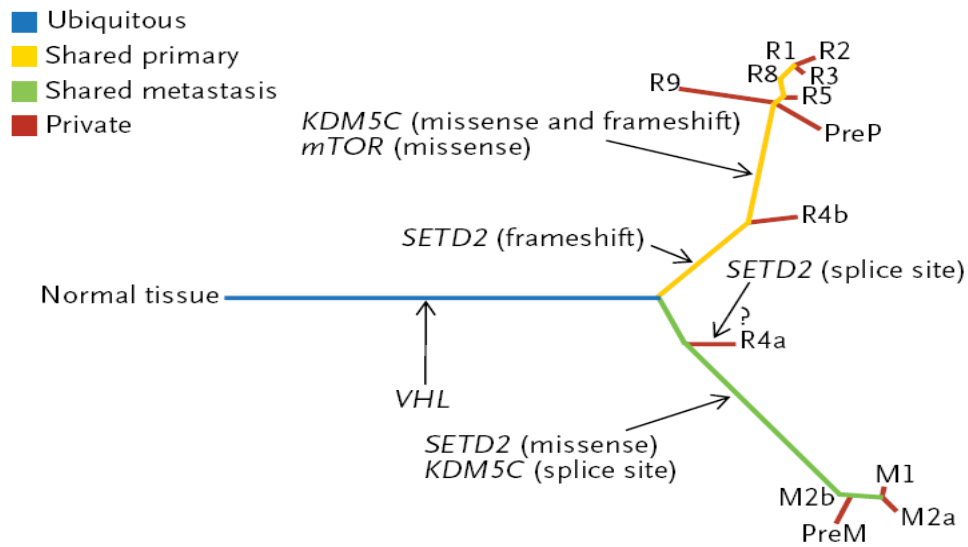 Ubiquitous
Shared primary
Shared metastasis
Private
R1
R2
R8
R3
R9
R5
PreP
KDM5C (missense and frameshift)
mTOR (missense)
R4b
SETD2 (frameshift)
SETD2 (splice site)
Normal tissue
?
R4a
VHL
SETD2 (missense)
KDM5C (splice site)
M1
M2b
M2a
PreM